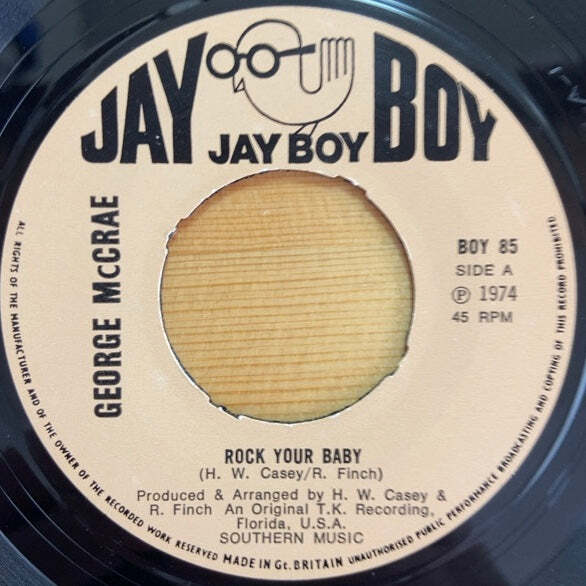 JAY BOY
JAY BOY
GEORGE McCRAE
BOY 85
SIDE A
Ⓟ 1974
45 RPM
ROCK YOUR BABY
(H. W. Casey/R. Finch)
Produced & Arranged by H. W. Casey &
R. Finch An Original T.K. Recording,
Florida, U.S.A.
SOUTHERN MUSIC
ALL RIGHTS OF THE MANUFACTURER AND OF THE OWNER OF THE RECORDED WORK RESERVED MADE IN Gt. BRITAIN UNAUTHORISED PUBLIC PERFORMANCE BROADCASTING AND COPYING OF THIS RECORD PROHIBITED